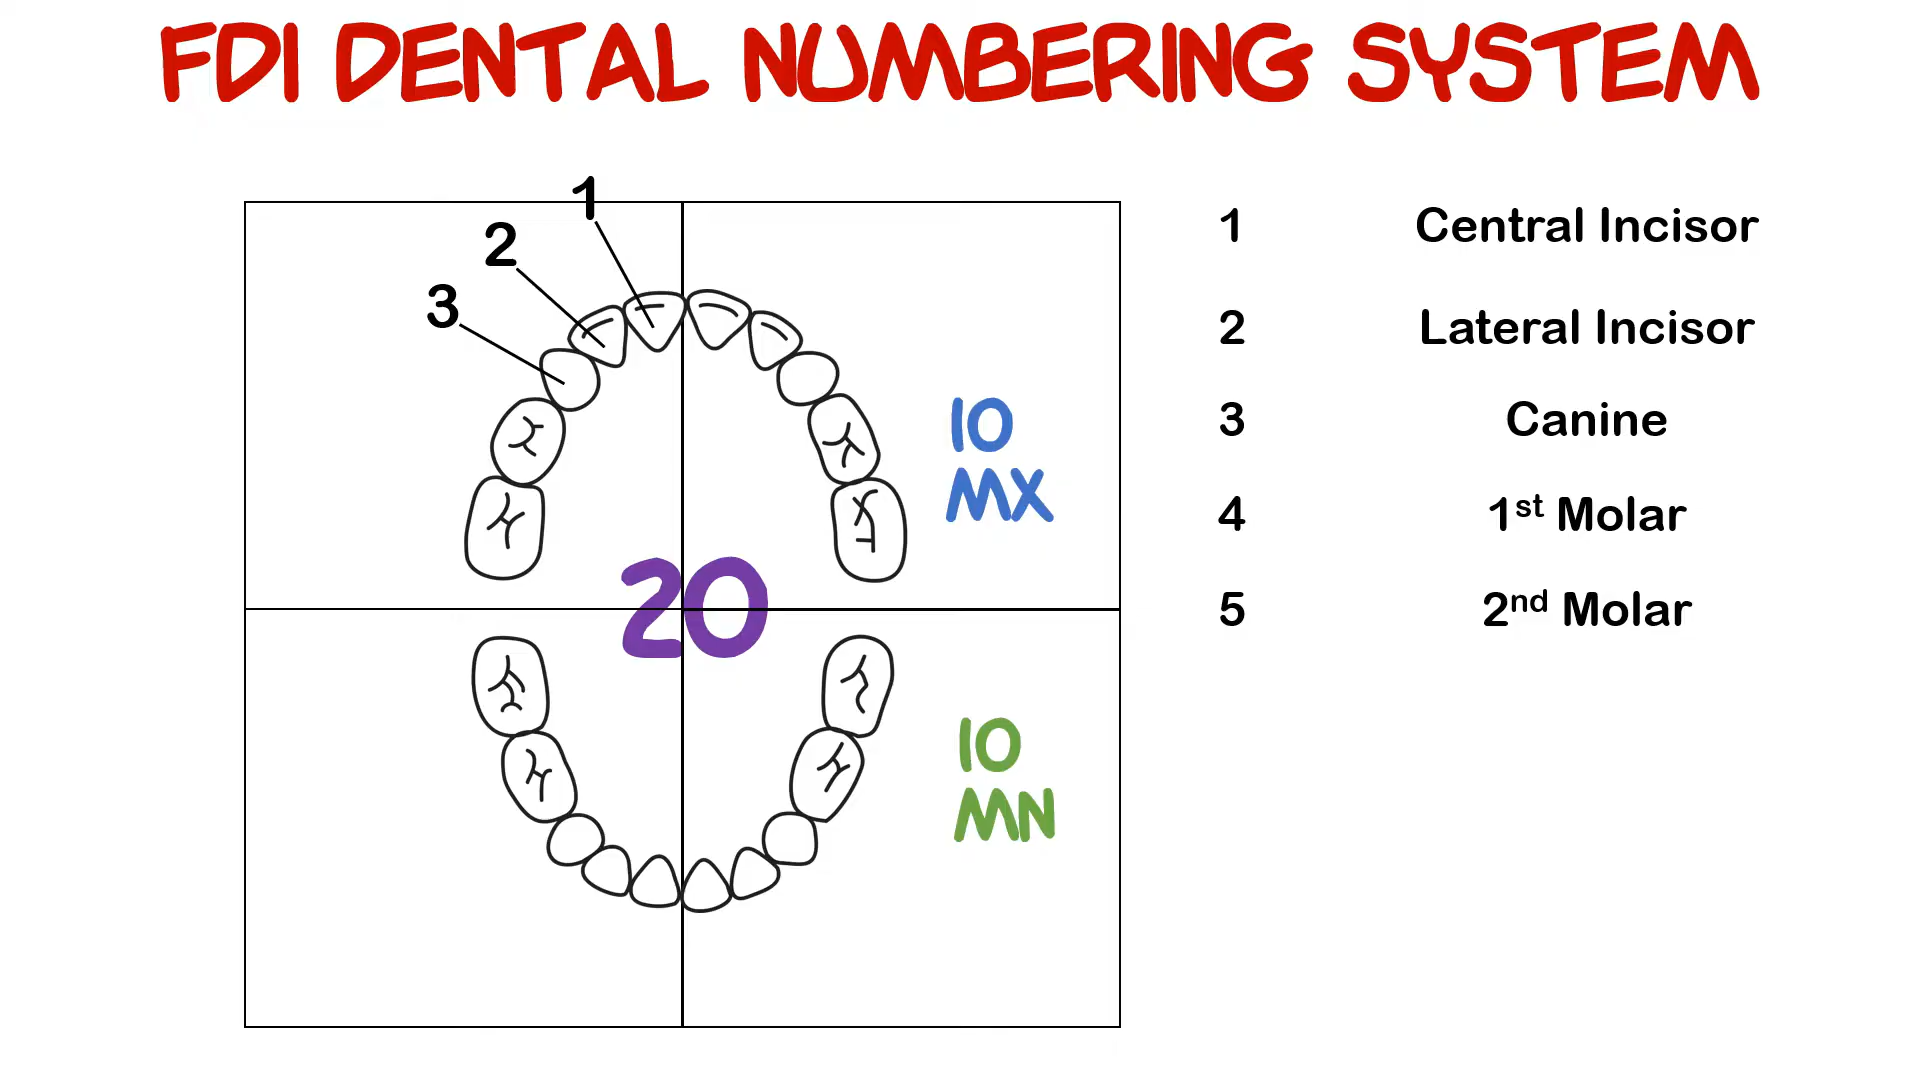 FDI DENTAL NUMBERING SYSTEM
1
2
3
10
MX
20
10
MN
1 Central Incisor
2 Lateral Incisor
3 Canine
4 1st Molar
5 2nd Molar